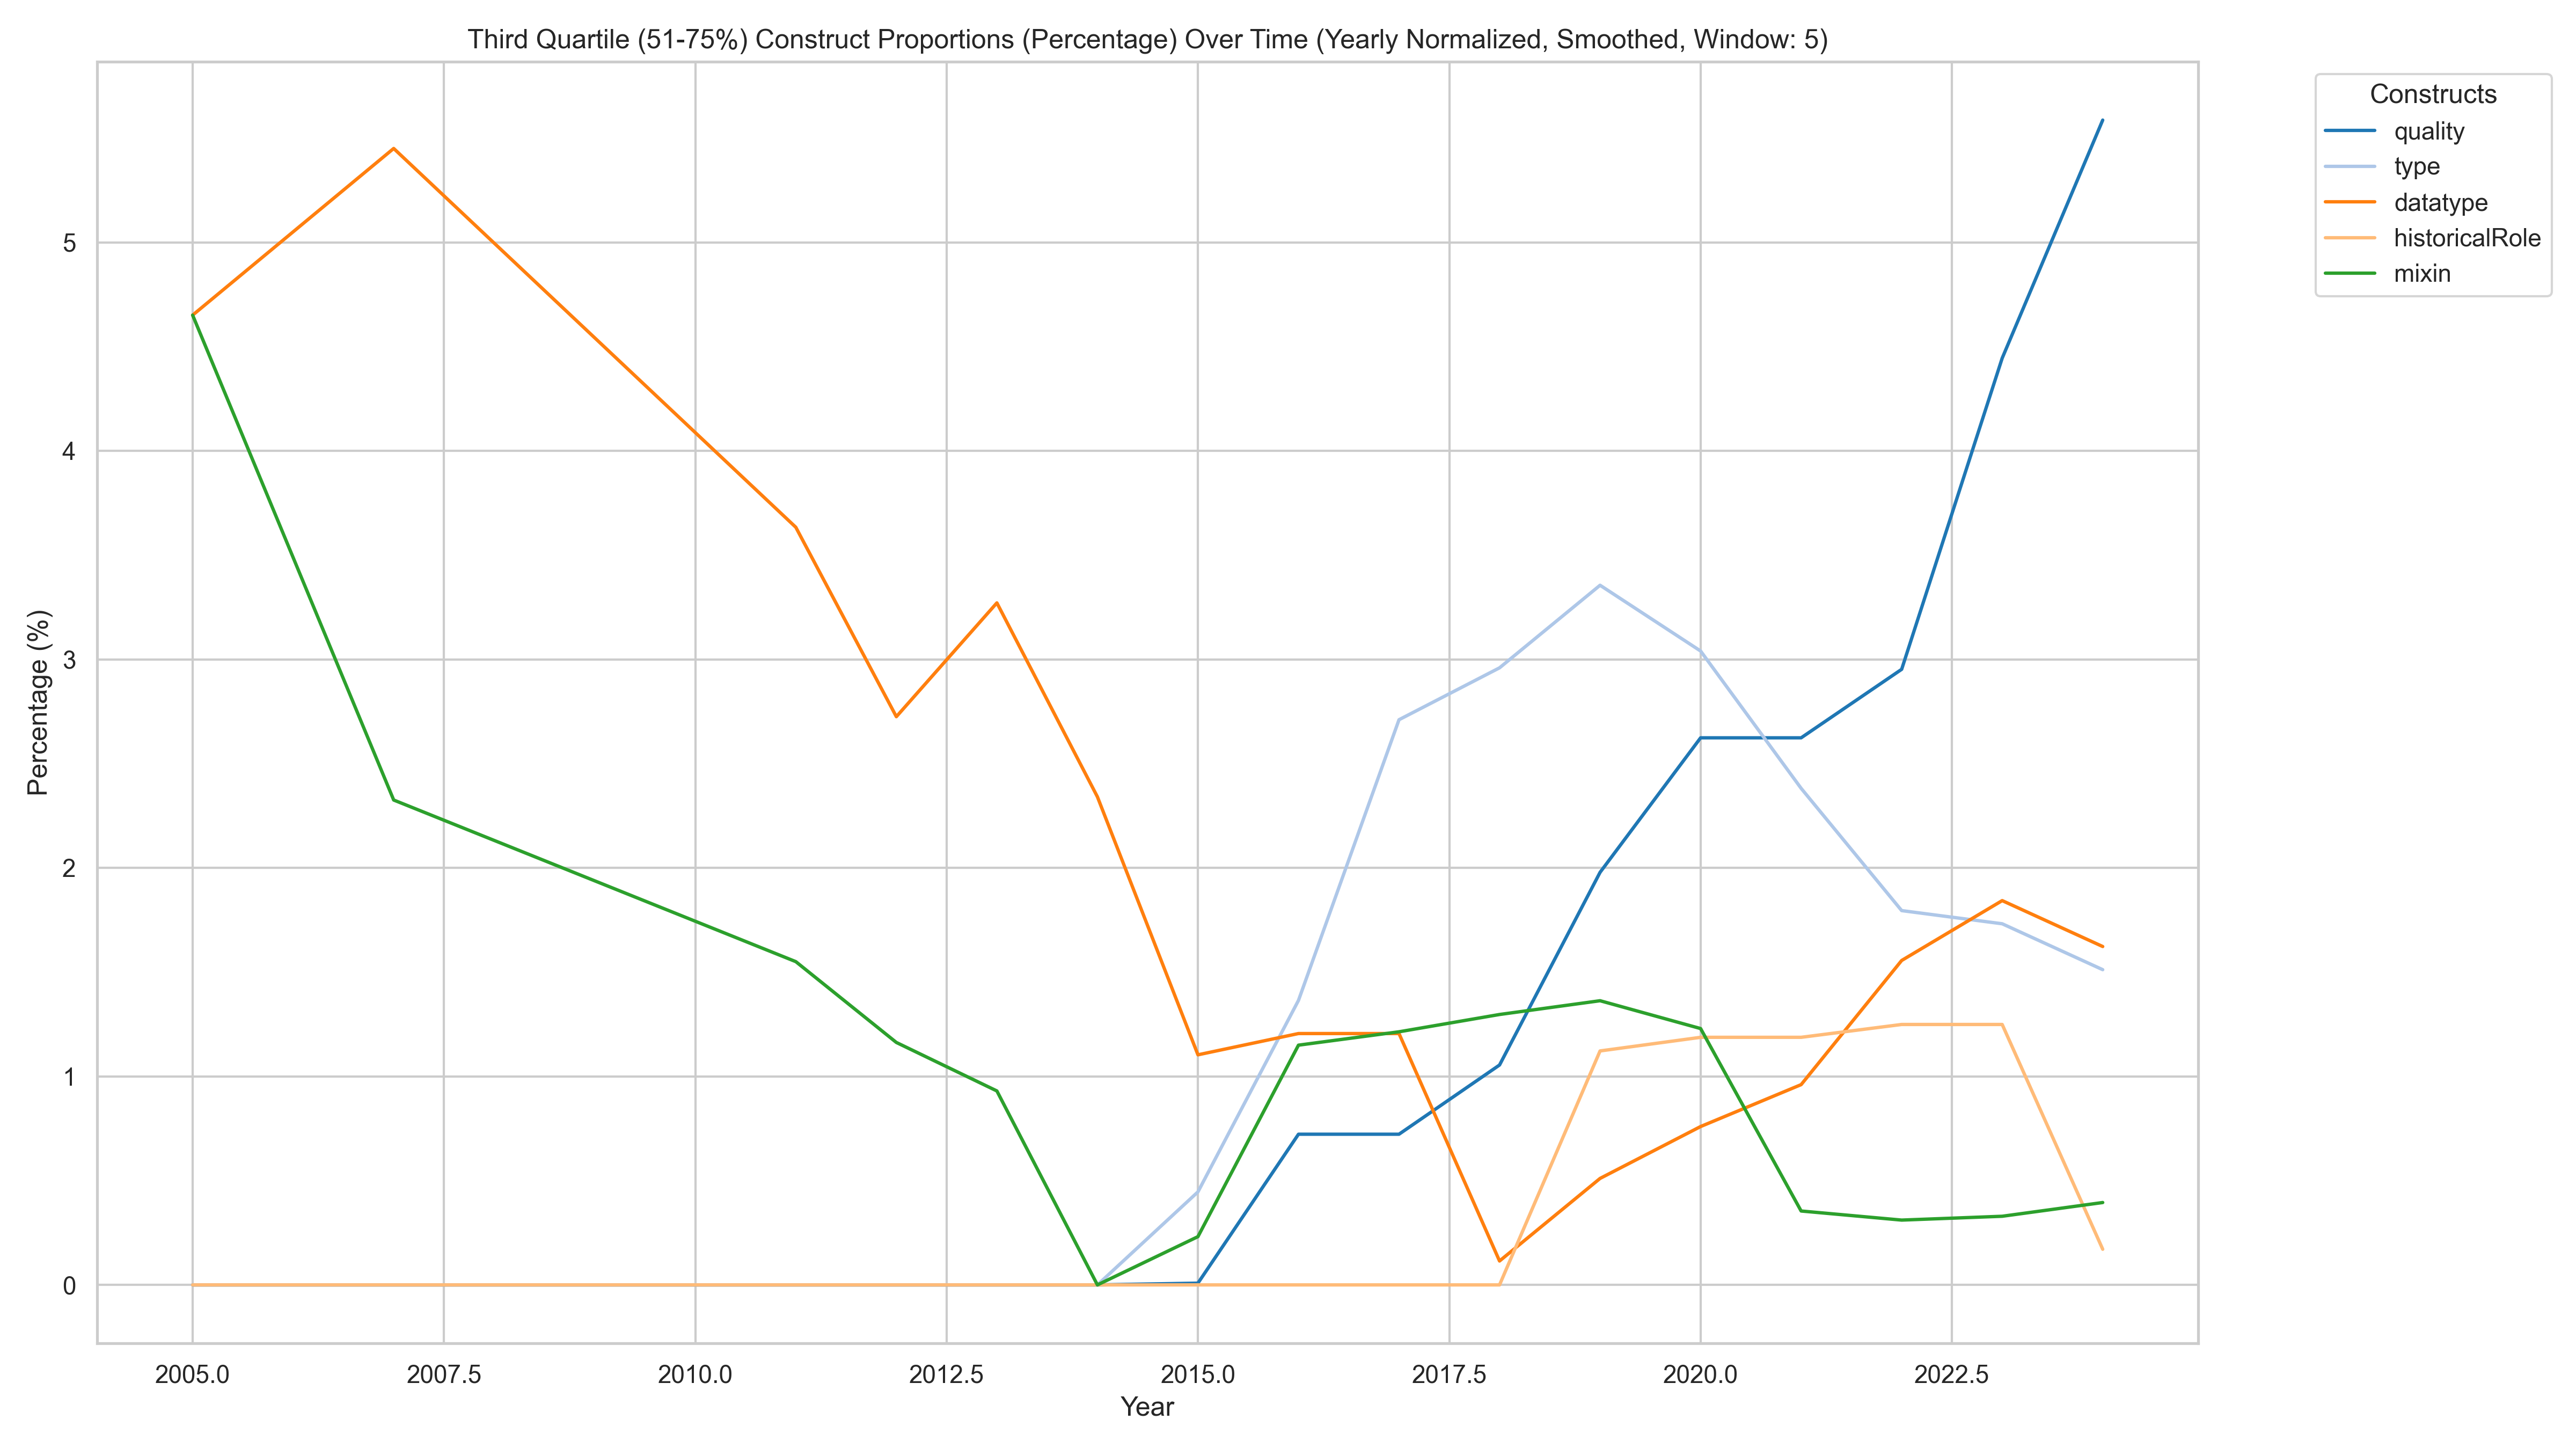 Third Quartile (51-75%) Construct Proportions (Percentage) Over Time (Yearly Normalized, Smoothed, Window: 5)
Constructs
quality
type
datatype
historicalRole
mixin
Percentage (%)
5
4
3
2
1
0
2005.0 2007.5 2010.0 2012.5 2015.0 2017.5 2020.0 2022.5
Year